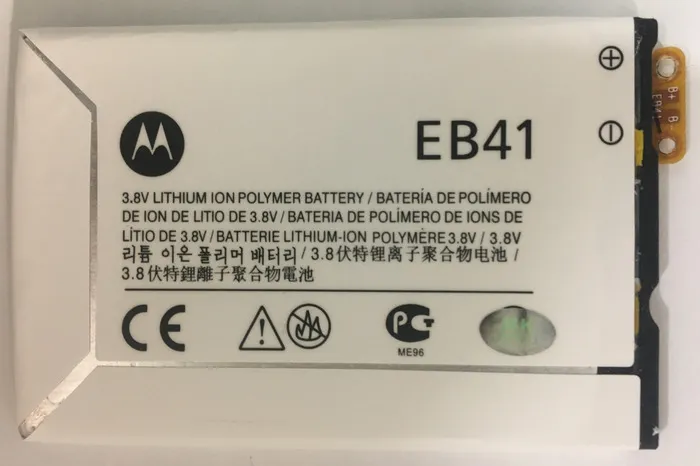 EB41
3.8V LITHIUM ION POLYMER BATTERY / BATERÍA DE POLÍMERO
DE ION DE LITIO DE 3.8V / BATERIA DE POLÍMERO DE IONS DE
LÍTIO DE 3.8V / BATTERIE LITHIUM-ION POLYMÈRE 3.8V / 3.8V
리튬 이온 폴리머 배터리 / 3.8伏特锂离子聚合物电池 /
3.8伏特鋰離子聚合物電池
CE
PCT
ME96
B+ B-
EB41